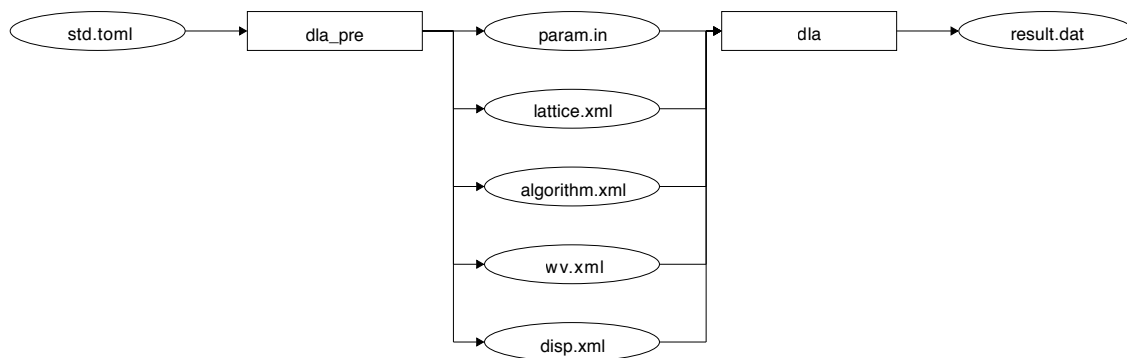 std.toml
dla_pre
param.in
dla
result.dat
lattice.xml
algorithm.xml
wv.xml
disp.xml